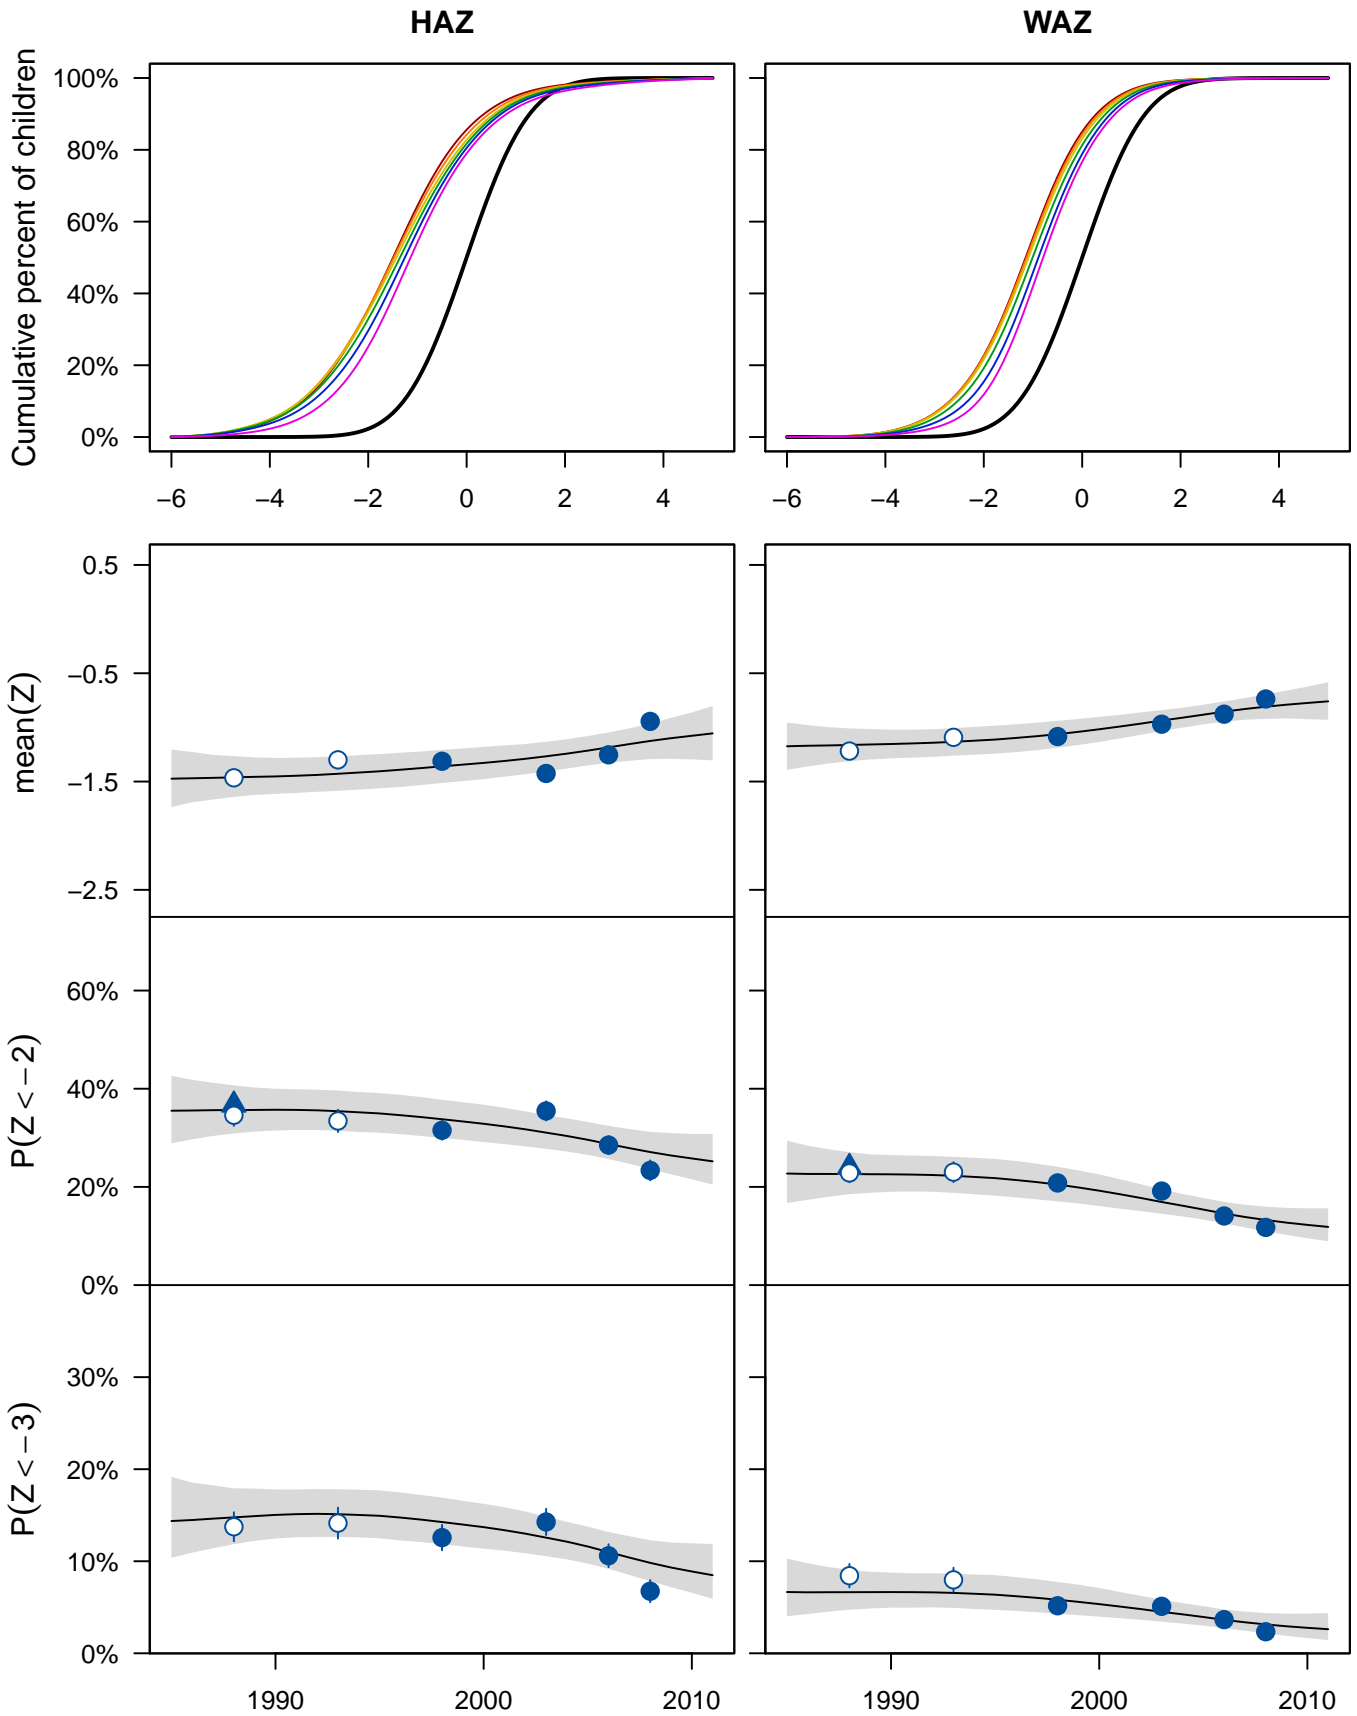 HAZ
WAZ
Cumulative percent of children
100%
80%
60%
40%
20%
0%
−6 −4 −2 0 2 4
−6 −4 −2 0 2 4
mean(Z)
0.5
−0.5
−1.5
−2.5
P(Z < −2)
60%
40%
20%
0%
P(Z < −3)
30%
20%
10%
0%
1990 2000 2010
1990 2000 2010